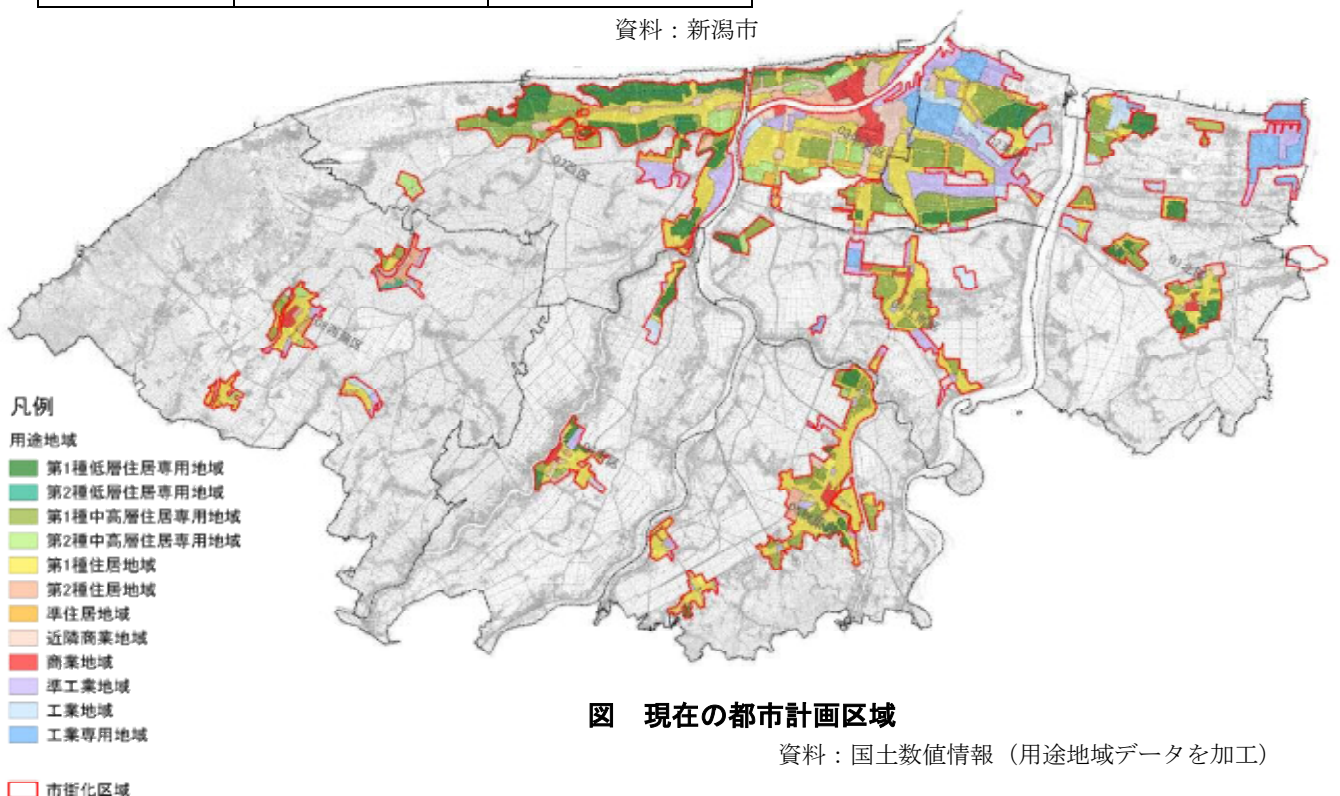 資料：新潟市
凡例
用途地域
第1種低層住居専用地域
第2種低層住居専用地域
第1種中高層住居専用地域
第2種中高層住居専用地域
第1種住居地域
第2種住居地域
準住居地域
近隣商業地域
商業地域
準工業地域
工業地域
工業専用地域
市街化区域
図　現在の都市計画区域
資料：国土数値情報（用途地域データを加工）